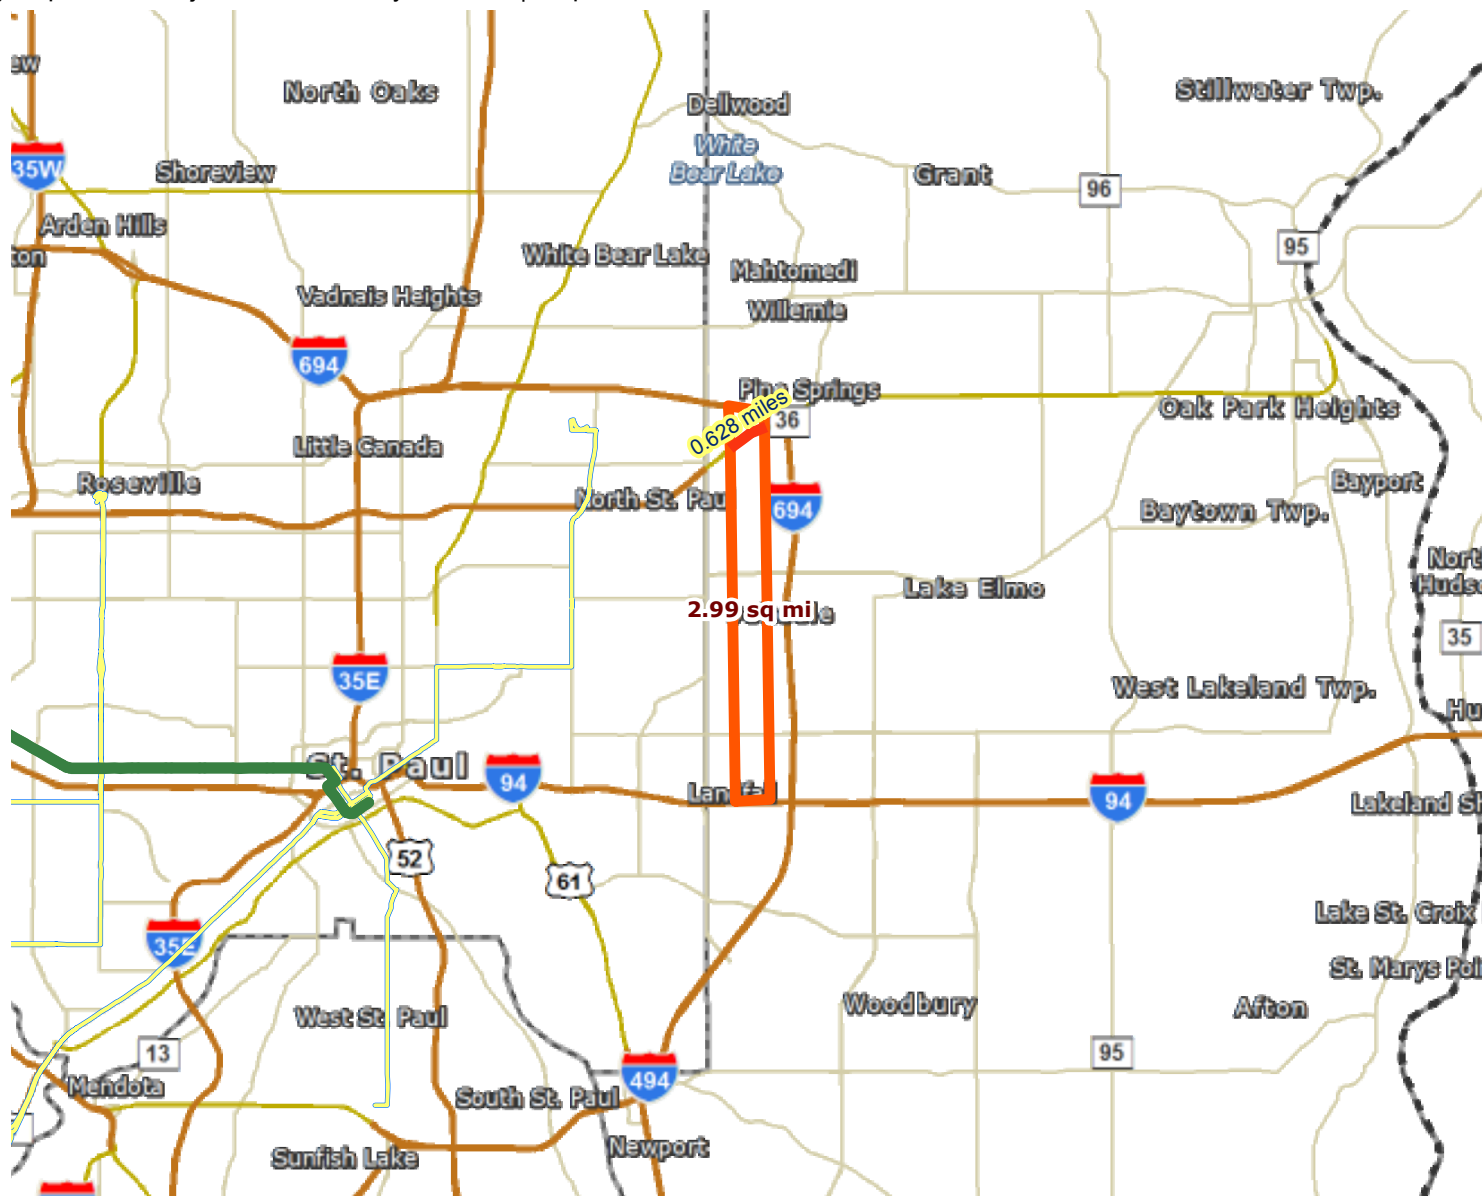 North Oaks
Stillwater Twp.
Dellwood
White
Bear Lake
35W
Shoreview
Grant
96
Arden Hills
95
White Bear Lake
Mahtomedi
Vadnais Heights
Willernie
694
Pine Springs
0.628 miles
36
Oak Park Heights
Little Canada
Roseville
North St. Pau
694
Bayport
Baytown Twp.
Lake Elmo
2.99 sq mi
35
35E
West Lakeland Twp.
St. Paul
94
94
Lakeland
52
61
35E
Lake St. Croix
St. Marys
Woodbury
Afton
West St. Paul
13
95
Mendota
494
South St. Paul
Newport
Sunfish Lake